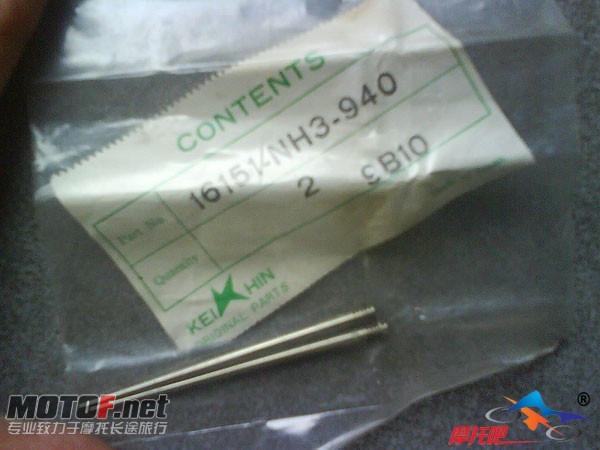 CONTENTS
Part No. 16151-NH3-940
Quantity 2 9B10
KEIHIN
ORIGINAL PARTS
MOTOF.net
专业致力于摩托长途旅行
摩托吧 ®